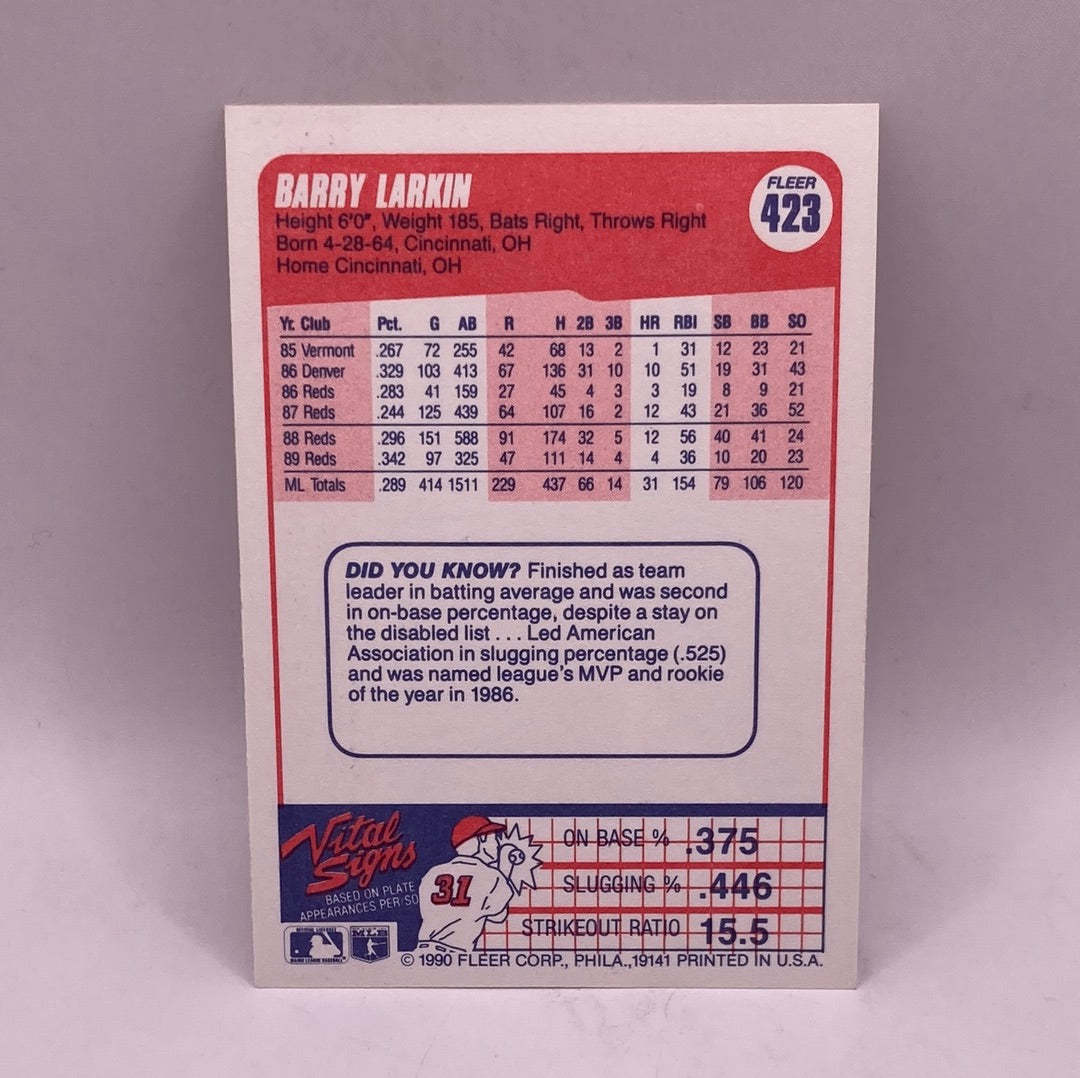 BARRY LARKIN
FLEER
423
Height 6'0", Weight 185, Bats Right, Throws Right
Born 4-28-64, Cincinnati, OH
Home Cincinnati, OH
Yr. Club Pct. G AB R H 2B 3B HR RBI SB BB SO
85 Vermont .267 72 255 42 68 13 2 1 31 12 23 21
86 Denver .329 103 413 67 136 31 10 10 51 19 31 43
86 Reds .283 41 159 27 45 4 3 3 19 8 9 21
87 Reds .244 125 439 64 107 16 2 12 43 21 36 52
88 Reds .296 151 588 91 174 32 5 12 56 40 41 24
89 Reds .342 97 325 47 111 14 4 4 36 10 20 23
ML Totals .289 414 1511 229 437 66 14 31 154 79 106 120
DID YOU KNOW? Finished as team
leader in batting average and was second
in on-base percentage, despite a stay on
the disabled list . . . Led American
Association in slugging percentage (.525)
and was named league's MVP and rookie
of the year in 1986.
Vital
Signs
BASED ON PLATE
APPEARANCES PER/SO
31
ON BASE % .375
SLUGGING % .446
STRIKEOUT RATIO 15.5
OFFICIAL LICENSEE
MAJOR LEAGUE BASEBALL
MLB
© 1990 FLEER CORP., PHILA., 19141 PRINTED IN U.S.A.